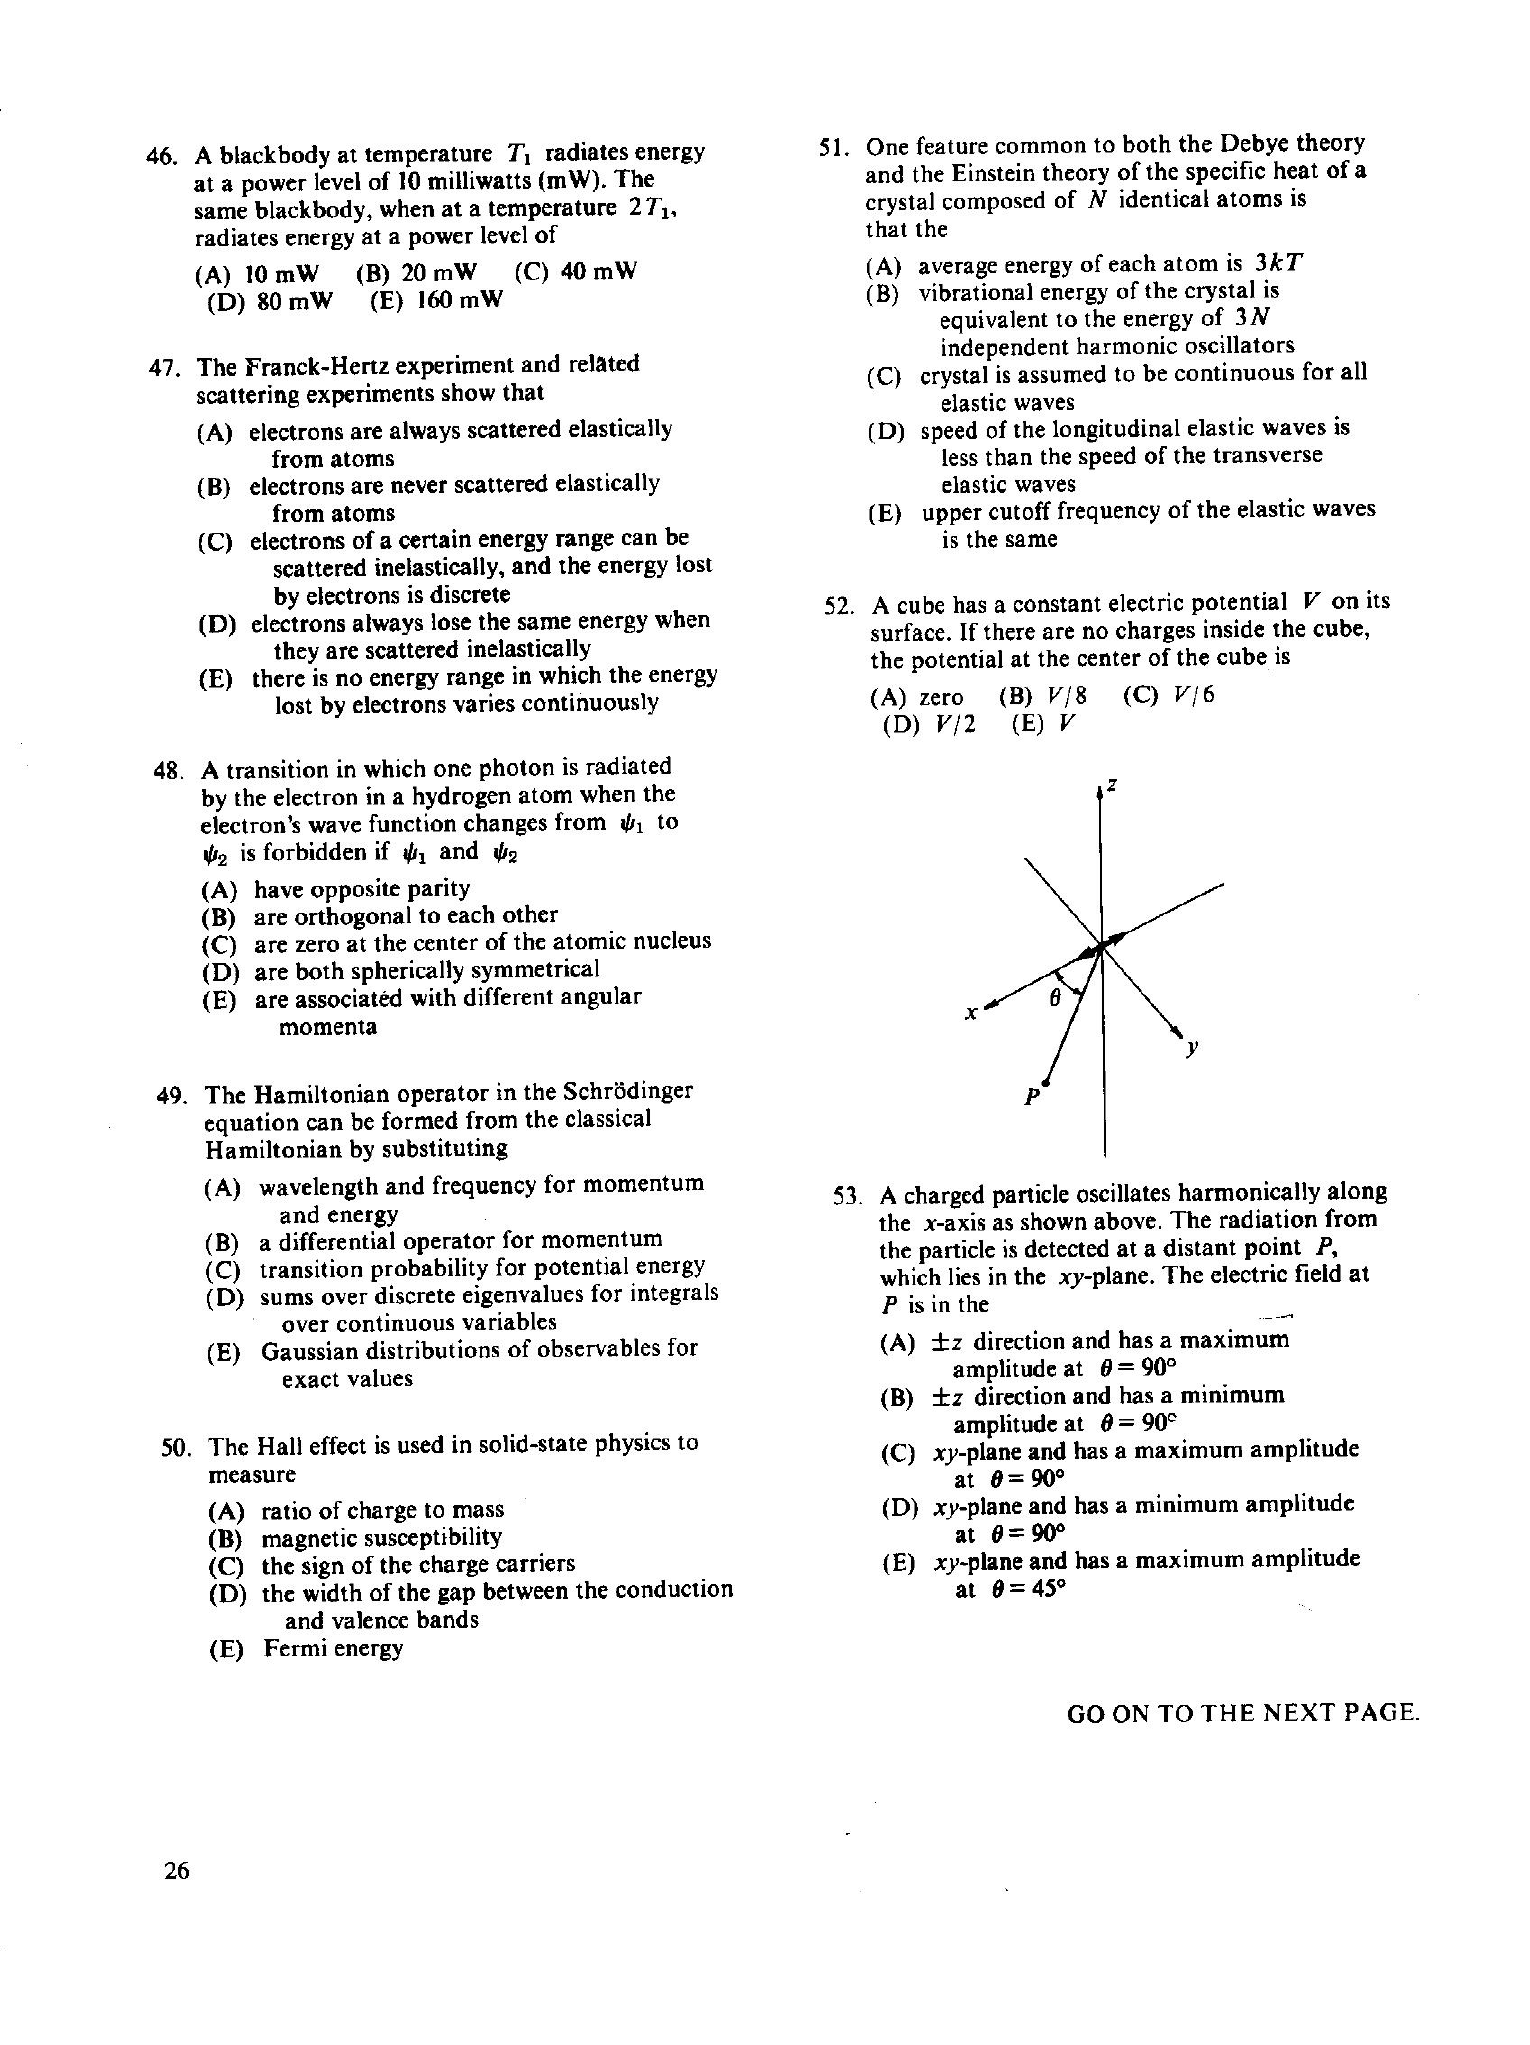 46. A blackbody at temperature T₁ radiates energy
at a power level of 10 milliwatts (mW). The
same blackbody, when at a temperature 2T₁,
radiates energy at a power level of
(A) 10 mW (B) 20 mW (C) 40 mW
(D) 80 mW (E) 160 mW
47. The Franck-Hertz experiment and related
scattering experiments show that
(A) electrons are always scattered elastically
from atoms
(B) electrons are never scattered elastically
from atoms
(C) electrons of a certain energy range can be
scattered inelastically, and the energy lost
by electrons is discrete
(D) electrons always lose the same energy when
they are scattered inelastically
(E) there is no energy range in which the energy
lost by electrons varies continuously
48. A transition in which one photon is radiated
by the electron in a hydrogen atom when the
electron's wave function changes from ψ₁ to
ψ₂ is forbidden if ψ₁ and ψ₂
(A) have opposite parity
(B) are orthogonal to each other
(C) are zero at the center of the atomic nucleus
(D) are both spherically symmetrical
(E) are associated with different angular
momenta
49. The Hamiltonian operator in the Schrödinger
equation can be formed from the classical
Hamiltonian by substituting
(A) wavelength and frequency for momentum
and energy
(B) a differential operator for momentum
(C) transition probability for potential energy
(D) sums over discrete eigenvalues for integrals
over continuous variables
(E) Gaussian distributions of observables for
exact values
50. The Hall effect is used in solid-state physics to
measure
(A) ratio of charge to mass
(B) magnetic susceptibility
(C) the sign of the charge carriers
(D) the width of the gap between the conduction
and valence bands
(E) Fermi energy
51. One feature common to both the Debye theory
and the Einstein theory of the specific heat of a
crystal composed of N identical atoms is
that the
(A) average energy of each atom is 3kT
(B) vibrational energy of the crystal is
equivalent to the energy of 3N
independent harmonic oscillators
(C) crystal is assumed to be continuous for all
elastic waves
(D) speed of the longitudinal elastic waves is
less than the speed of the transverse
elastic waves
(E) upper cutoff frequency of the elastic waves
is the same
52. A cube has a constant electric potential V on its
surface. If there are no charges inside the cube,
the potential at the center of the cube is
(A) zero (B) V/8 (C) V/6
(D) V/2 (E) V
z
θ
x
y
P
53. A charged particle oscillates harmonically along
the x-axis as shown above. The radiation from
the particle is detected at a distant point P,
which lies in the xy-plane. The electric field at
P is in the
(A) ±z direction and has a maximum
amplitude at θ = 90°
(B) ±z direction and has a minimum
amplitude at θ = 90°
(C) xy-plane and has a maximum amplitude
at θ = 90°
(D) xy-plane and has a minimum amplitude
at θ = 90°
(E) xy-plane and has a maximum amplitude
at θ = 45°
GO ON TO THE NEXT PAGE.
26